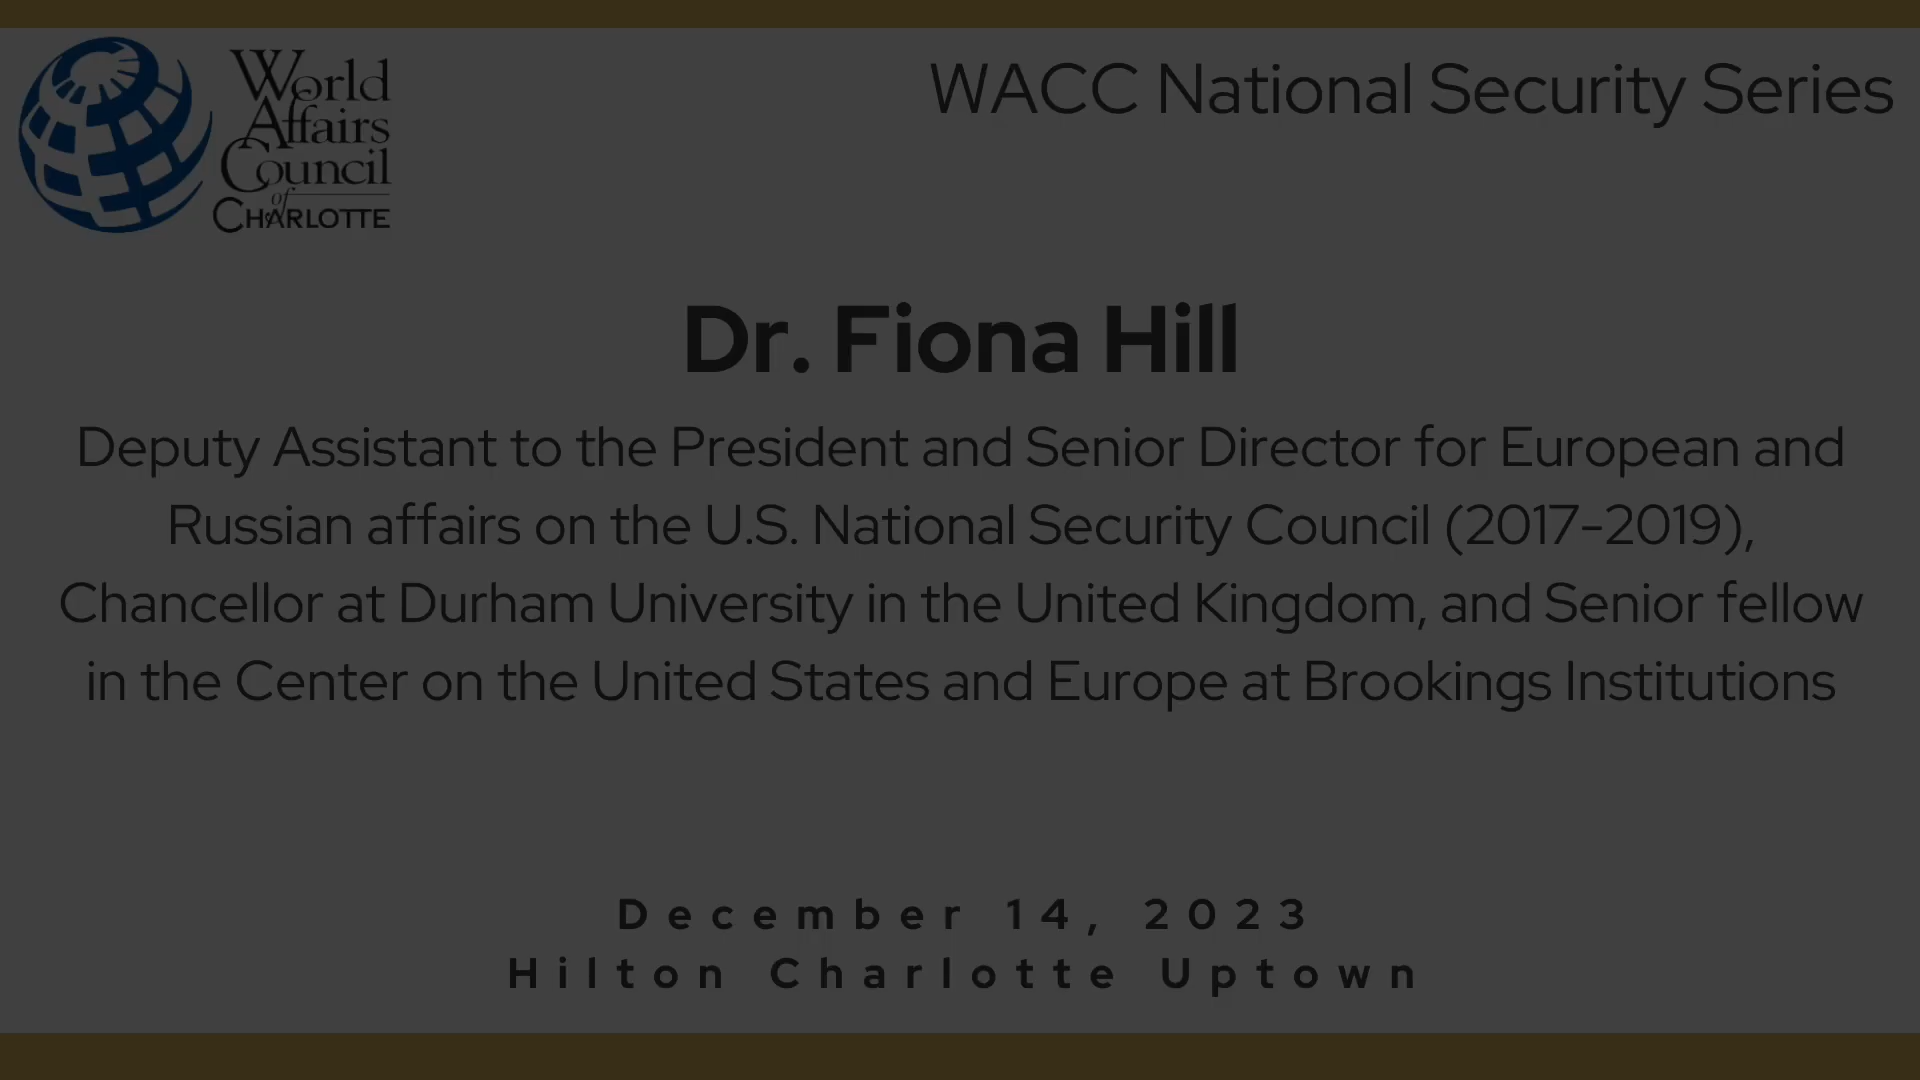 World
Affairs
Council
of
CHARLOTTE
WACC National Security Series
Dr. Fiona Hill
Deputy Assistant to the President and Senior Director for European and
Russian affairs on the U.S. National Security Council (2017-2019),
Chancellor at Durham University in the United Kingdom, and Senior fellow
in the Center on the United States and Europe at Brookings Institutions
December 14, 2023
Hilton Charlotte Uptown